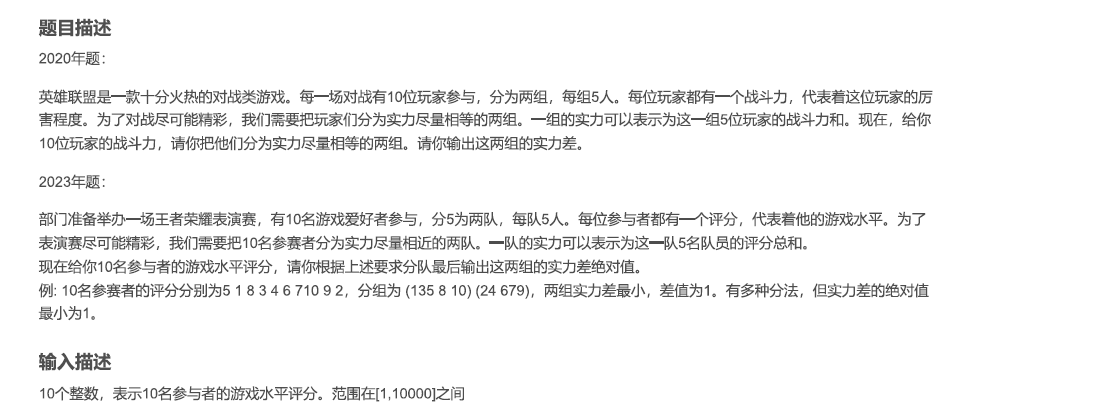 题目描述
2020年题：
英雄联盟是一款十分火热的对战类游戏。每一场对战有10位玩家参与，分为两组，每组5人。每位玩家都有一个战斗力，代表着这位玩家的厉
害程度。为了对战尽可能精彩，我们需要把玩家们分为实力尽量相等的两组。一组的实力可以表示为这一组5位玩家的战斗力和。现在，给你
10位玩家的战斗力，请你把他们分为实力尽量相等的两组。请你输出这两组的实力差。
2023年题：
部门准备举办一场王者荣耀表演赛，有10名游戏爱好者参与，分5为两队，每队5人。每位参与者都有一个评分，代表着他的游戏水平。为了
表演赛尽可能精彩，我们需要把10名参赛者分为实力尽量相近的两队。一队的实力可以表示为这一队5名队员的评分总和。
现在给你10名参与者的游戏水平评分，请你根据上述要求分队最后输出这两组的实力差绝对值。
例: 10名参赛者的评分分别为5 1 8 3 4 6 710 9 2，分组为 (135 8 10) (24 679)，两组实力差最小，差值为1。有多种分法，但实力差的绝对值
最小为1。
输入描述
10个整数，表示10名参与者的游戏水平评分。范围在[1,10000]之间